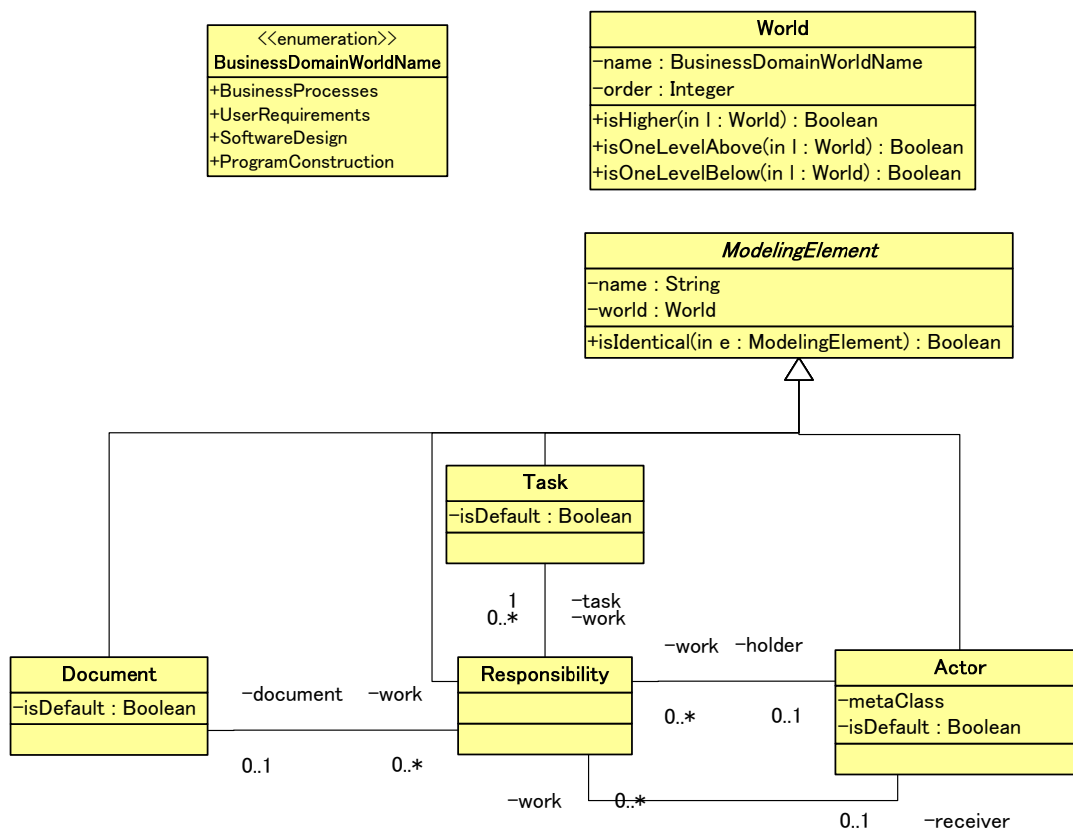 <<enumeration>>
BusinessDomainWorldName
+BusinessProcesses
+UserRequirements
+SoftwareDesign
+ProgramConstruction
World
-name : BusinessDomainWorldName
-order : Integer
+isHigher(in l : World) : Boolean
+isOneLevelAbove(in l : World) : Boolean
+isOneLevelBelow(in l : World) : Boolean
ModelingElement
-name : String
-world : World
+isIdentical(in e : ModelingElement) : Boolean
Task
-isDefault : Boolean
1 -task
0..* -work
Document
-isDefault : Boolean
-document -work
0..1 0..*
Responsibility
-work -holder
0..* 0..1
Actor
-metaClass
-isDefault : Boolean
-work 0..*
0..1 -receiver